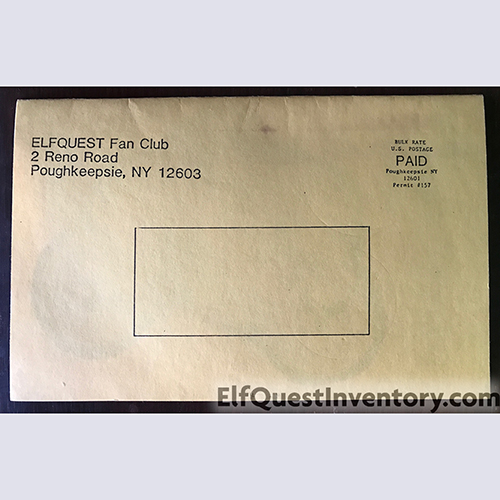 ELFQUEST Fan Club
2 Reno Road
Poughkeepsie, NY 12603
BULK RATE
U.S. POSTAGE
PAID
Poughkeepsie NY
12601
Permit #157
ElfQuestInventory.com